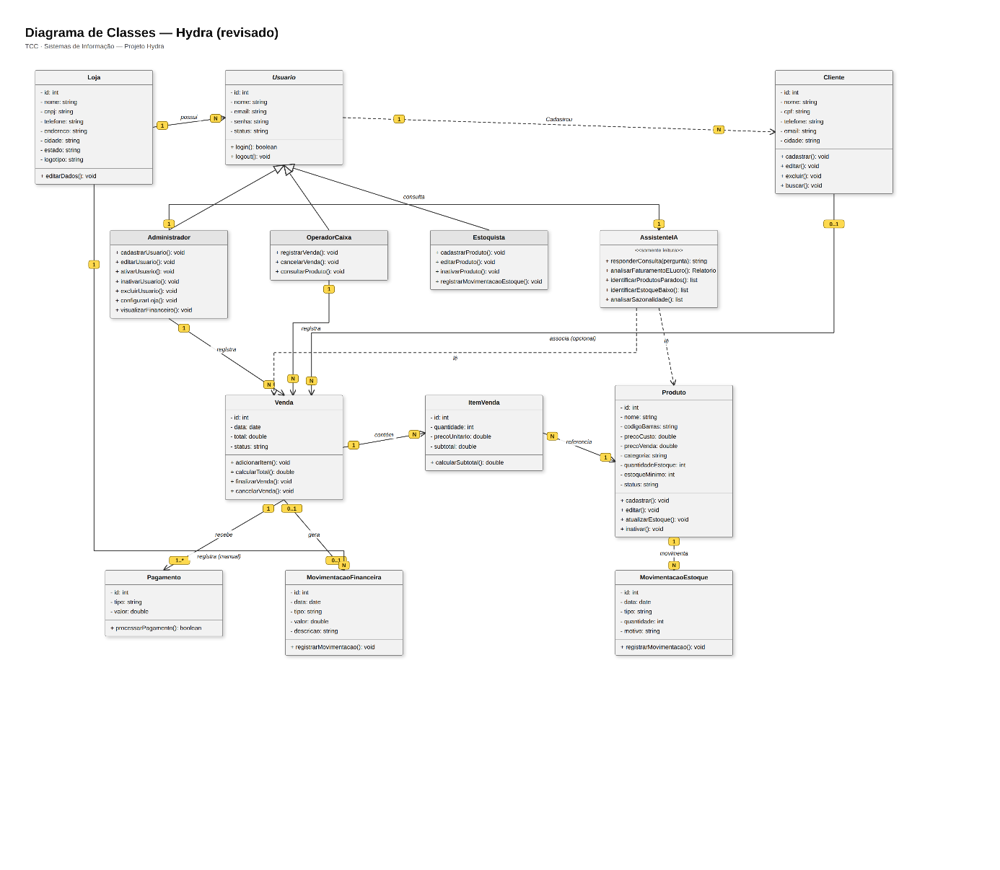 Diagrama de Classes — Hydra (revisado)
TCC · Sistemas de Informação — Projeto Hydra
Loja
- id: int
- nome: string
- cnpj: string
- telefone: string
- endereco: string
- cidade: string
- estado: string
- logotipo: string
+ editarDados(): void
1
possui
N
Usuario
- id: int
- nome: string
- email: string
- senha: string
- status: string
+ login(): boolean
+ logout(): void
1
Cadastrou
N
Cliente
- id: int
- nome: string
- cpf: string
- telefone: string
- email: string
- cidade: string
+ cadastrar(): void
+ editar(): void
+ excluir(): void
+ buscar(): void
consulta
1
1
0..1
1
Administrador
+ cadastrarUsuario(): void
+ editarUsuario(): void
+ ativarUsuario(): void
+ inativarUsuario(): void
+ excluirUsuario(): void
+ configurarLoja(): void
+ visualizarFinanceiro(): void
OperadorCaixa
+ registrarVenda(): void
+ cancelarVenda(): void
+ consultarProduto(): void
Estoquista
+ cadastrarProduto(): void
+ editarProduto(): void
+ inativarProduto(): void
+ registrarMovimentacaoEstoque(): void
AssistenteIA
<<somente leitura>>
+ responderConsulta(pergunta): string
+ analisarFaturamentoELucro(): Relatorio
+ identificarProdutosParados(): list
+ identificarEstoqueBaixo(): list
+ analisarSazonalidade(): list
1
1
registra
registra
associa (opcional)
lê
lê
N
N
N
Venda
- id: int
- data: date
- total: double
- status: string
+ adicionarItem(): void
+ calcularTotal(): double
+ finalizarVenda(): void
+ cancelarVenda(): void
1
contém
N
ItemVenda
- id: int
- quantidade: int
- precoUnitario: double
- subtotal: double
+ calcularSubtotal(): double
N
referencia
1
Produto
- id: int
- nome: string
- codigoBarras: string
- precoCusto: double
- precoVenda: double
- categoria: string
- quantidadeEstoque: int
- estoqueMinimo: int
- status: string
+ cadastrar(): void
+ editar(): void
+ atualizarEstoque(): void
+ inativar(): void
1
0..1
recebe
gera
registra (manual)
1..*
0..1
N
1
movimenta
N
Pagamento
- id: int
- tipo: string
- valor: double
+ processarPagamento(): boolean
MovimentacaoFinanceira
- id: int
- data: date
- tipo: string
- valor: double
- descricao: string
+ registrarMovimentacao(): void
MovimentacaoEstoque
- id: int
- data: date
- tipo: string
- quantidade: int
- motivo: string
+ registrarMovimentacao(): void